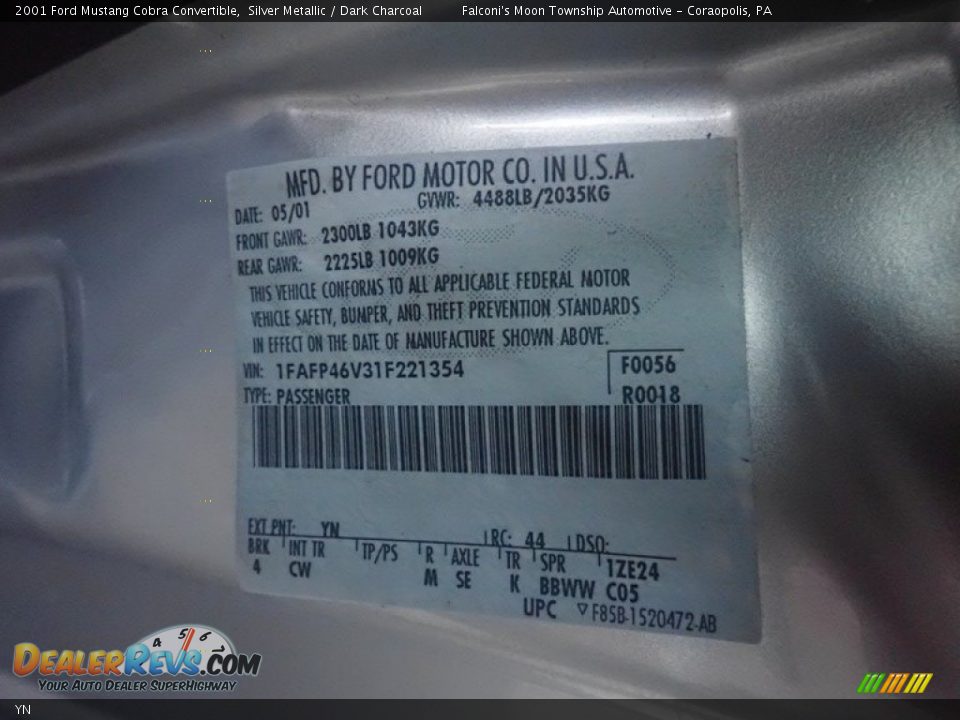 2001 Ford Mustang Cobra Convertible, Silver Metallic / Dark Charcoal Falconi's Moon Township Automotive - Coraopolis, PA
MFD. BY FORD MOTOR CO. IN U.S.A.
DATE: 05/01 GVWR: 4488LB/2035KG
FRONT GAWR: 2300LB 1043KG
REAR GAWR: 2225LB 1009KG
THIS VEHICLE CONFORMS TO ALL APPLICABLE FEDERAL MOTOR
VEHICLE SAFETY, BUMPER, AND THEFT PREVENTION STANDARDS
IN EFFECT ON THE DATE OF MANUFACTURE SHOWN ABOVE.
VIN: 1FAFP46V31F221354 F0056
TYPE: PASSENGER R0018
EXT PNT: YN RC: 44 DSO:
BRK INT TR TP/PS R AXLE TR SPR 1ZE24
4 CW M SE K BBWW C05
UPC ▽F85B-1520472-AB
4 5 6
DEALERREVS.COM
YOUR AUTO DEALER SUPERHIGHWAY
YN